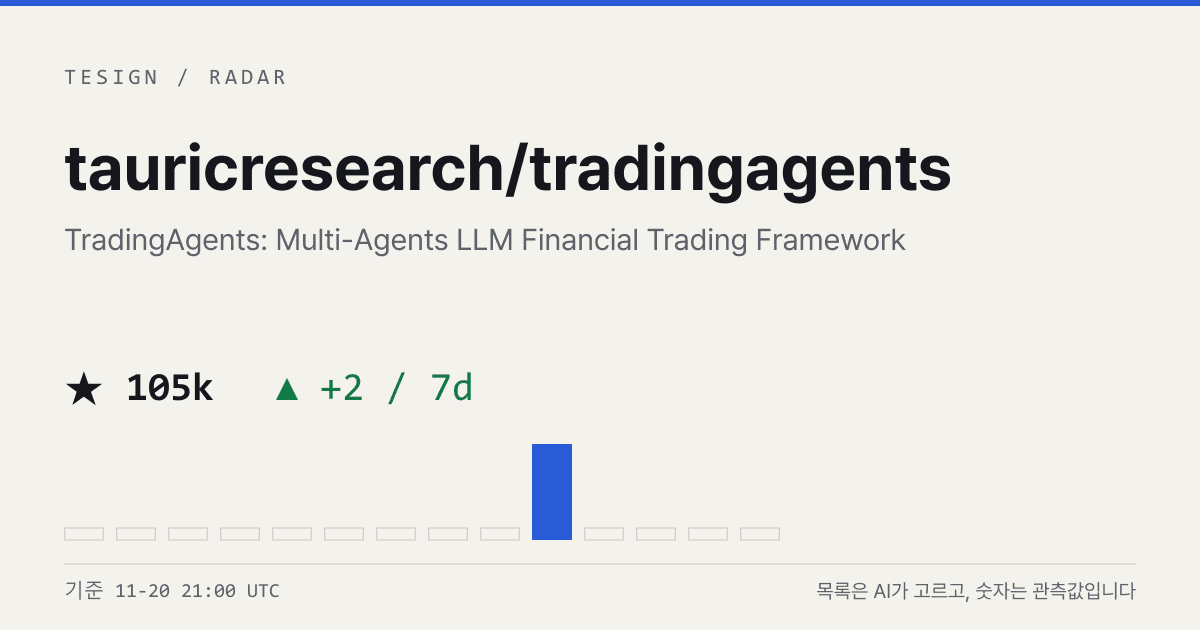 TESIGN / RADAR
tauricresearch/tradingagents
TradingAgents: Multi-Agents LLM Financial Trading Framework
★ 105k ▲ +2 / 7d
기준 11-20 21:00 UTC
목록은 AI가 고르고, 숫자는 관측값입니다